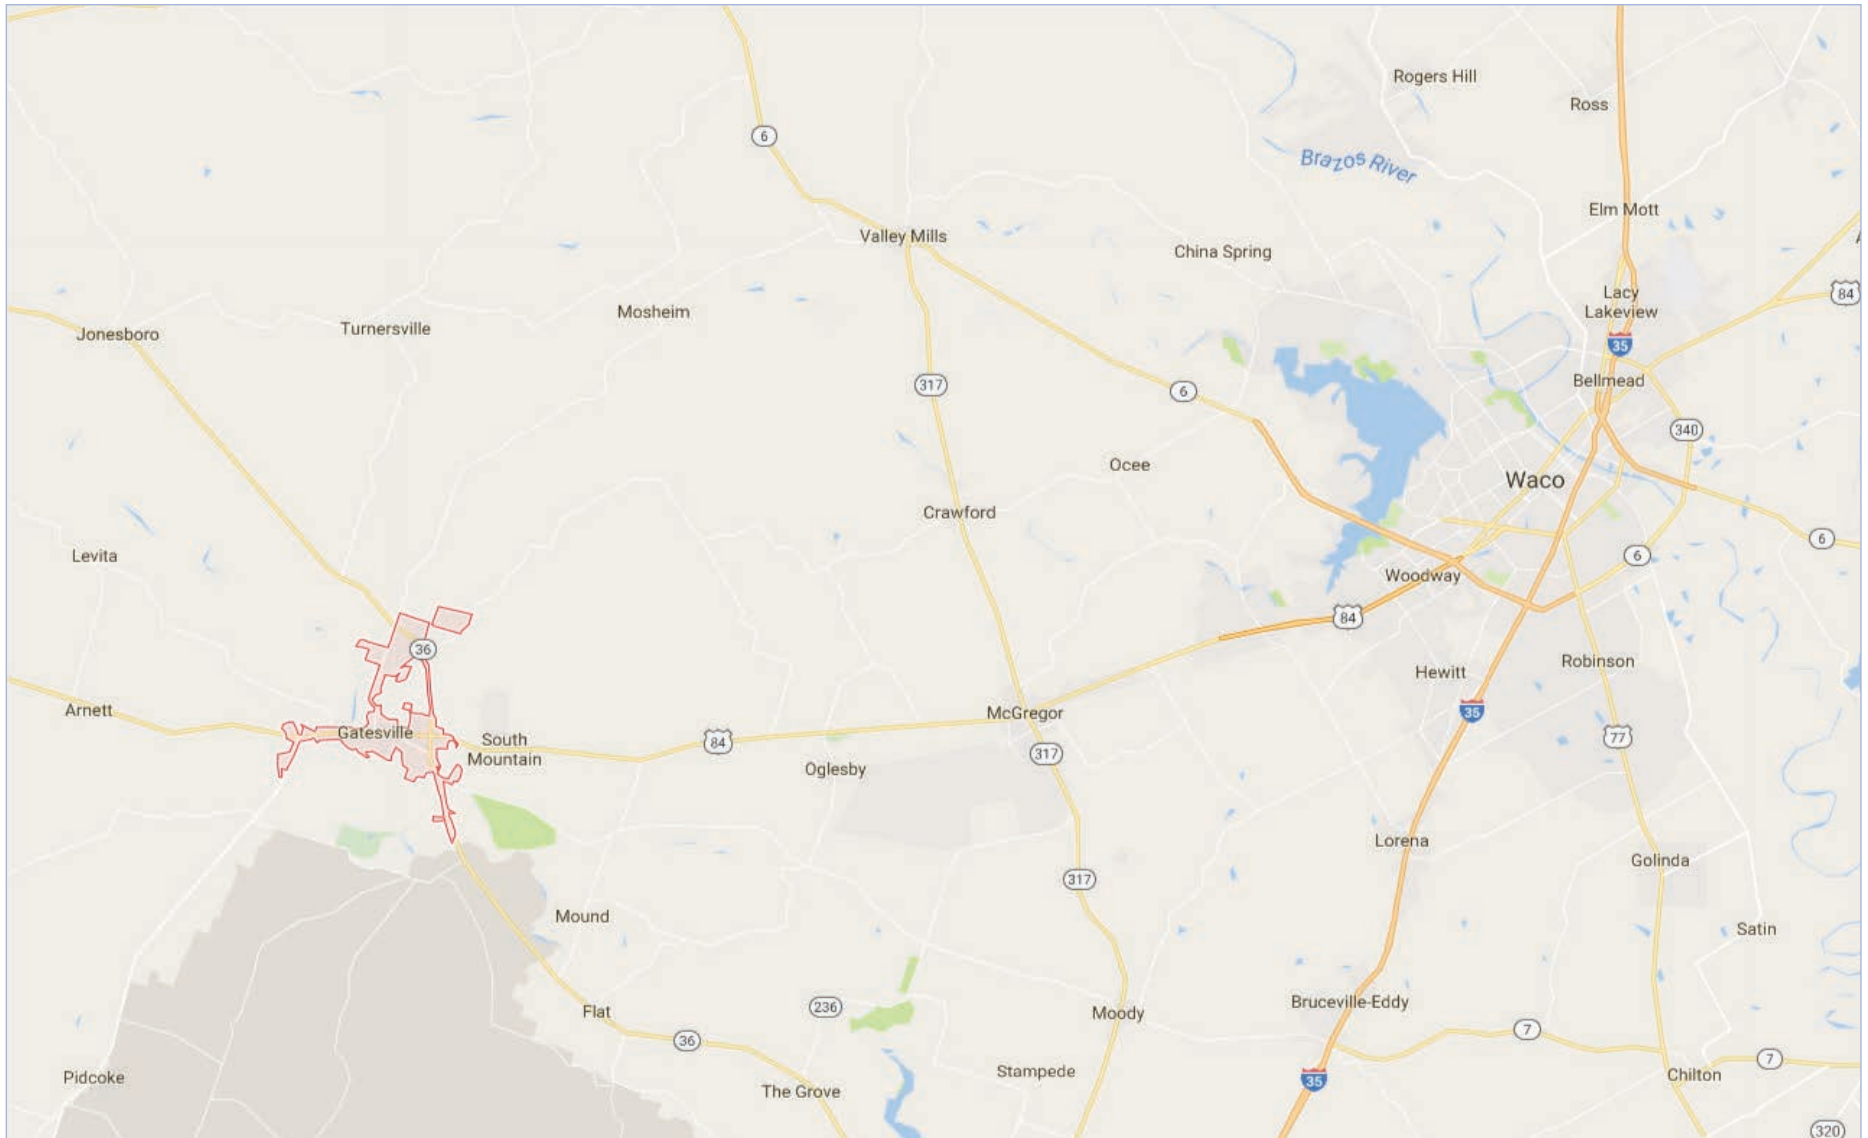 Rogers Hill
Ross
6
Brazos River
Elm Mott
Valley Mills
China Spring
84
Lacy
Lakeview
Mosheim
Turnersville
Jonesboro
35
Bellmead
317
6
340
Ocee
Waco
Crawford
6
Levita
6
Woodway
84
36
Hewitt
Robinson
Arnett
McGregor
35
Gatesville
South
Mountain
84
77
317
Oglesby
Lorena
Golinda
317
Mound
Satin
Bruceville-Eddy
236
Flat
Moody
7
36
7
Stampede
Pidcoke
35
Chilton
The Grove
320